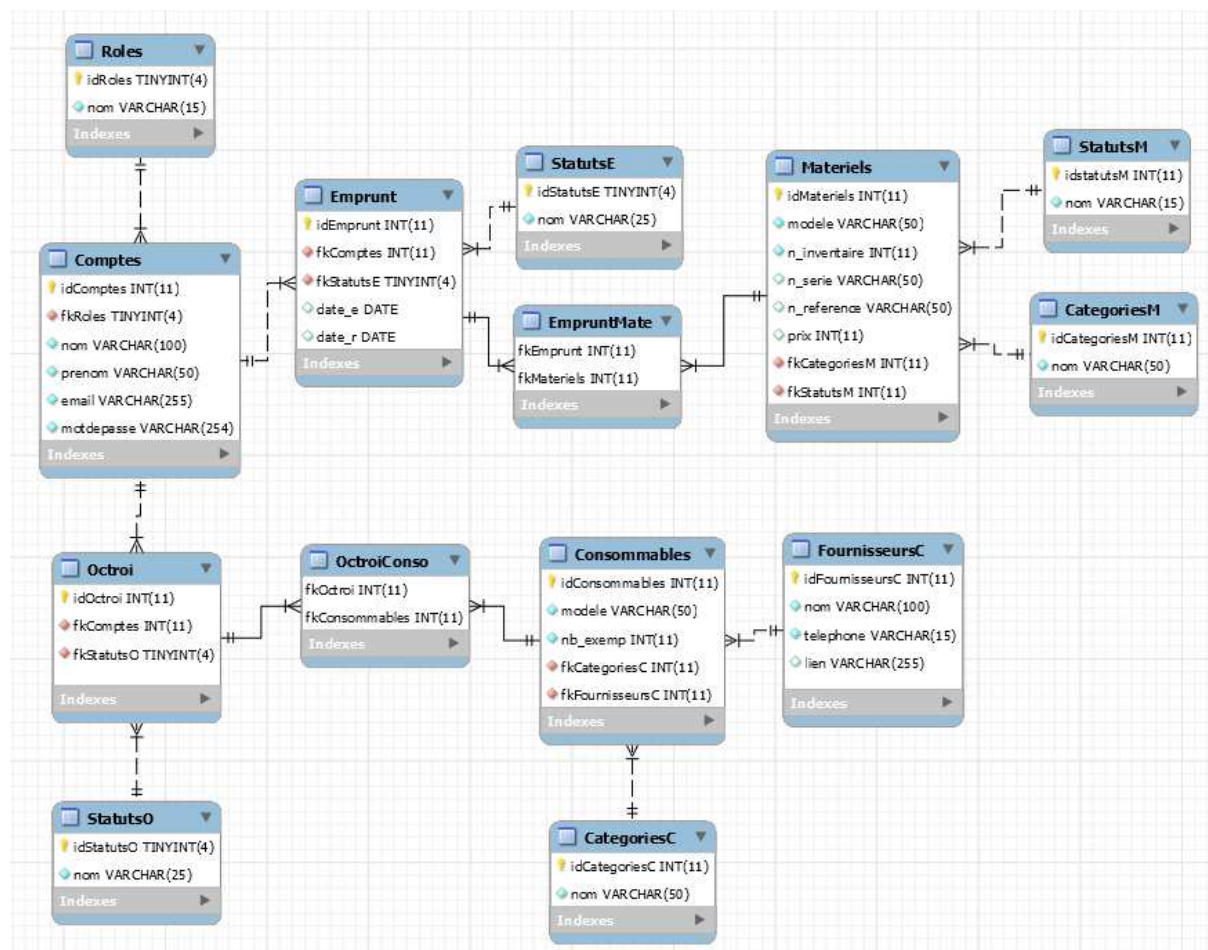 Roles
idRoles TINYINT(4)
nom VARCHAR(15)
Indexes
Comptes
idComptes INT(11)
fkRoles TINYINT(4)
nom VARCHAR(100)
prenom VARCHAR(50)
email VARCHAR(255)
motdepasse VARCHAR(254)
Indexes
Emprunt
idEmprunt INT(11)
fkComptes INT(11)
fkStatutsE TINYINT(4)
date_e DATE
date_r DATE
Indexes
StatutsE
idStatutsE TINYINT(4)
nom VARCHAR(25)
Indexes
EmpruntMate
fkEmprunt INT(11)
fkMateriels INT(11)
Indexes
Materiels
idMateriels INT(11)
modele VARCHAR(50)
n_inventaire INT(11)
n_serie VARCHAR(50)
n_reference VARCHAR(50)
prix INT(11)
fkCategoriesM INT(11)
fkStatutsM INT(11)
Indexes
StatutsM
idstatutsM INT(11)
nom VARCHAR(15)
Indexes
CategoriesM
idCategoriesM INT(11)
nom VARCHAR(50)
Indexes
Octroi
idOctroi INT(11)
fkComptes INT(11)
fkStatutsO TINYINT(4)
Indexes
OctroiConso
fkOctroi INT(11)
fkConsommables INT(11)
Indexes
Consommables
idConsommables INT(11)
modele VARCHAR(50)
nb_exemp INT(11)
fkCategoriesC INT(11)
fkFournisseursC INT(11)
Indexes
FournisseursC
idFournisseursC INT(11)
nom VARCHAR(100)
telephone VARCHAR(15)
lien VARCHAR(255)
Indexes
StatutsO
idStatutsO TINYINT(4)
nom VARCHAR(25)
Indexes
CategoriesC
idCategoriesC INT(11)
nom VARCHAR(50)
Indexes